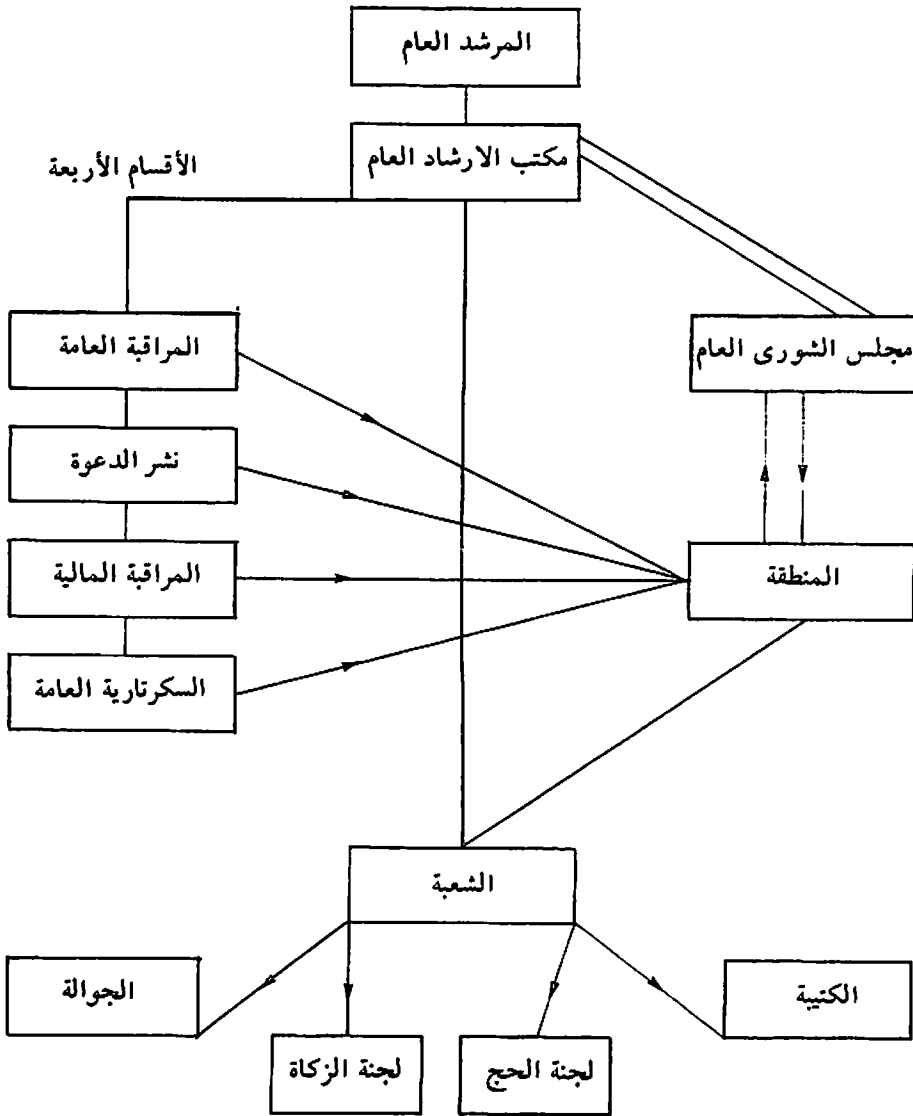 المرشد العام
مكتب الارشاد العام
الأقسام الأربعة
مجلس الشورى العام
المراقبة العامة
نشر الدعوة
المنطقة
المراقبة المالية
السكرتارية العامة
الشعبة
الكتيبة
الجوالة
لجنة الحج
لجنة الزكاة